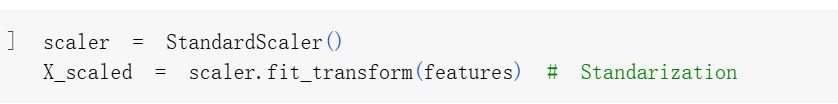 ] scaler = StandardScaler()
X_scaled = scaler.fit_transform(features) # Standarization